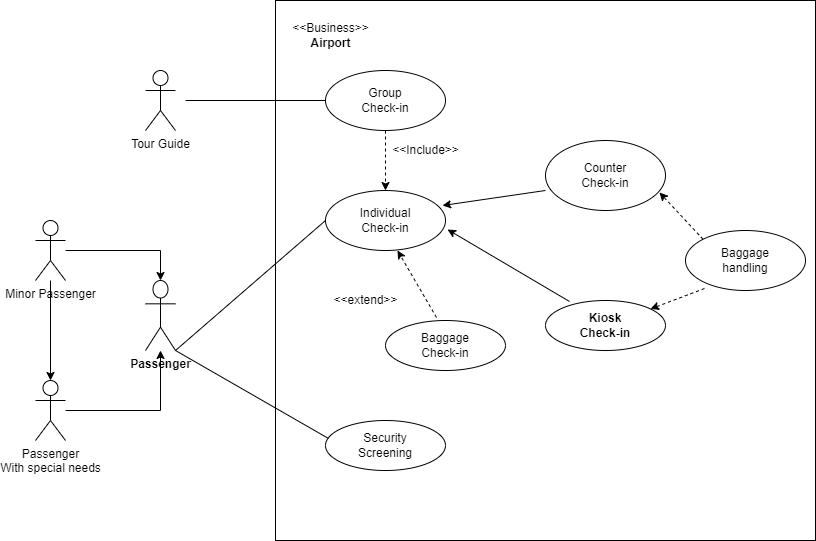 <<Business>>
Airport
Group
Check-in
Tour Guide
<<Include>>
Counter
Check-in
Individual
Check-in
Baggage
handling
Minor Passenger
<<extend>>
Kiosk
Check-in
Baggage
Check-in
Passenger
Security
Screening
Passenger
With special needs